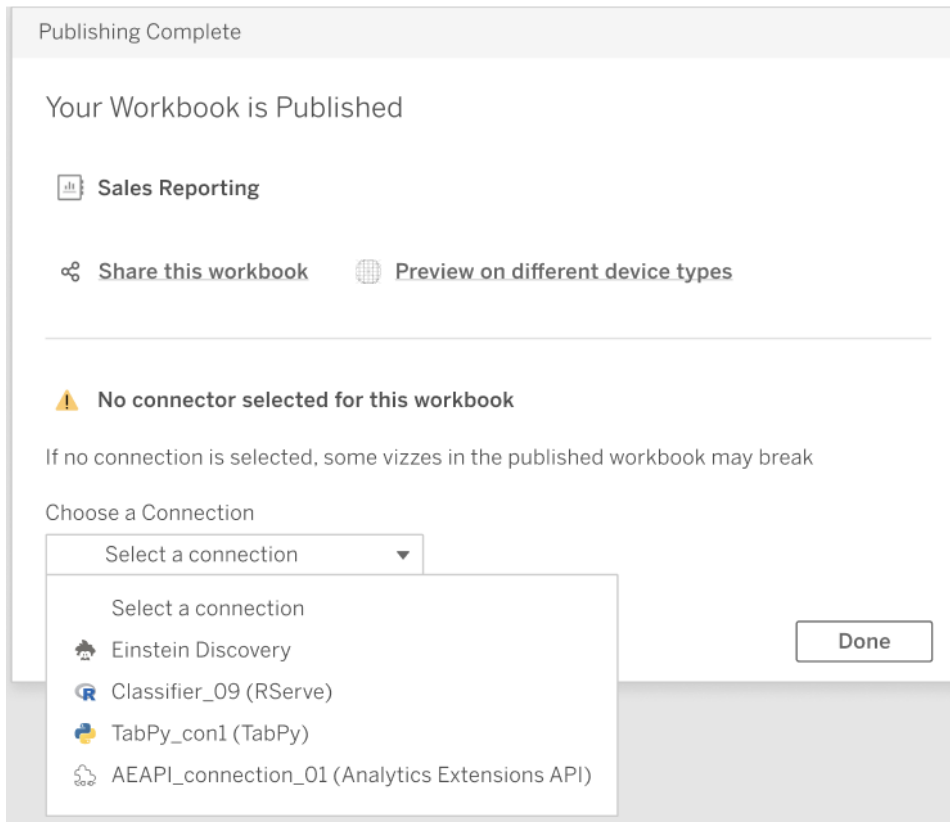 Publishing Complete
Your Workbook is Published
Sales Reporting
Share this workbook Preview on different device types
No connector selected for this workbook
If no connection is selected, some vizzes in the published workbook may break
Choose a Connection
Select a connection
Select a connection
Einstein Discovery
Done
Classifier_09 (RServe)
TabPy_con1 (TabPy)
AEAPI_connection_01 (Analytics Extensions API)